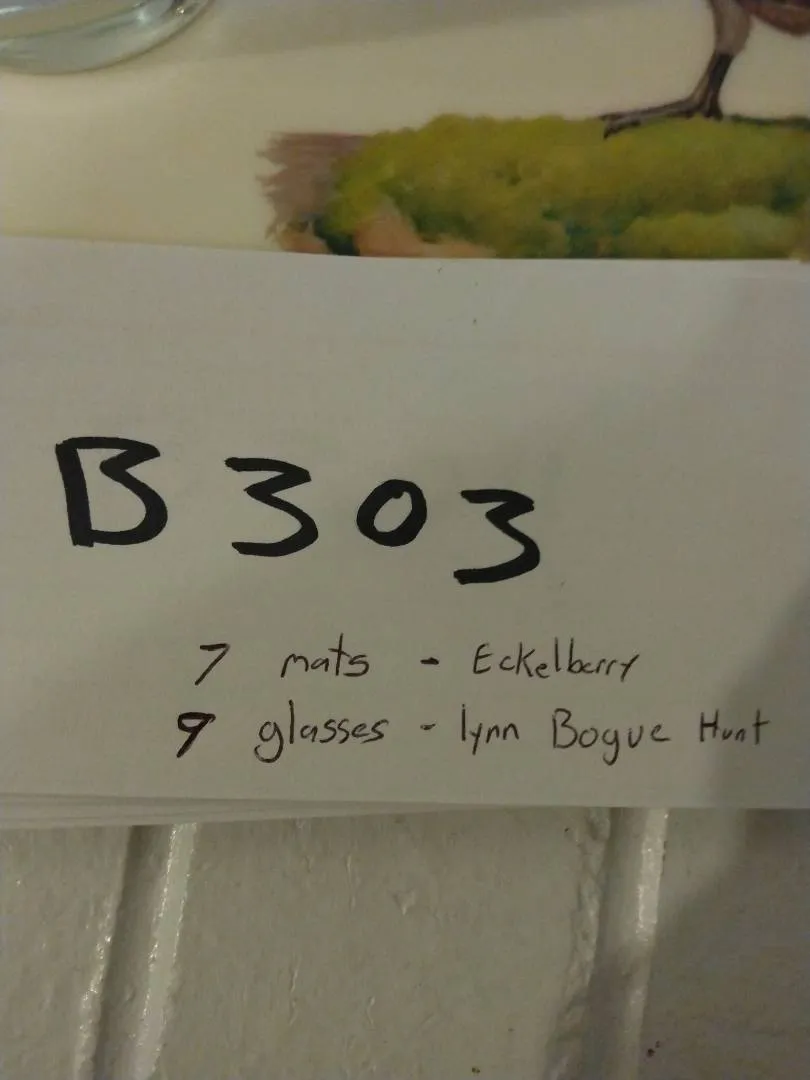 B303
7 mats - Eckelberry
9 glasses - lynn Bogue Hunt